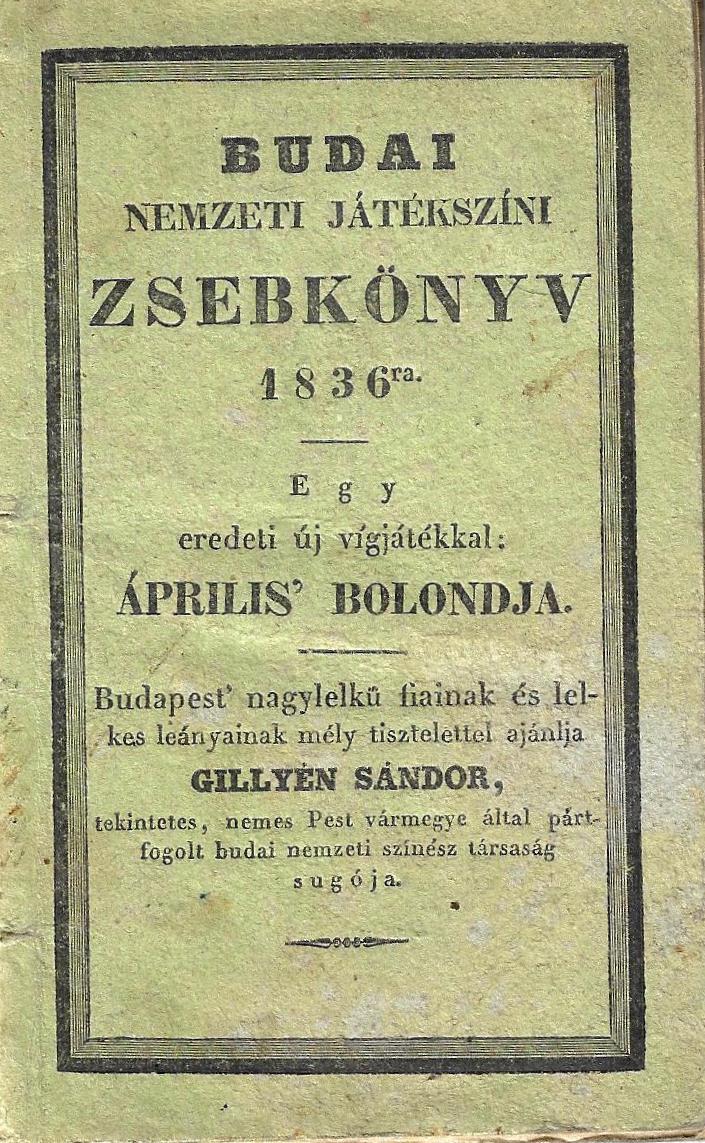 BUDAI
NEMZETI JÁTÉKSZÍNI
ZSEBKÖNYV
1836ra.
Egy
eredeti új vígjátékkal:
ÁPRILIS’ BOLONDJA.
Budapest’ nagylelkű fiainak és lel-
kes leányainak mély tisztelettel ajánlja
GILLYÉN SÁNDOR,
tekintetes, nemes Pest vármegye által párt-
fogolt budai nemzeti színész társaság
sugója.